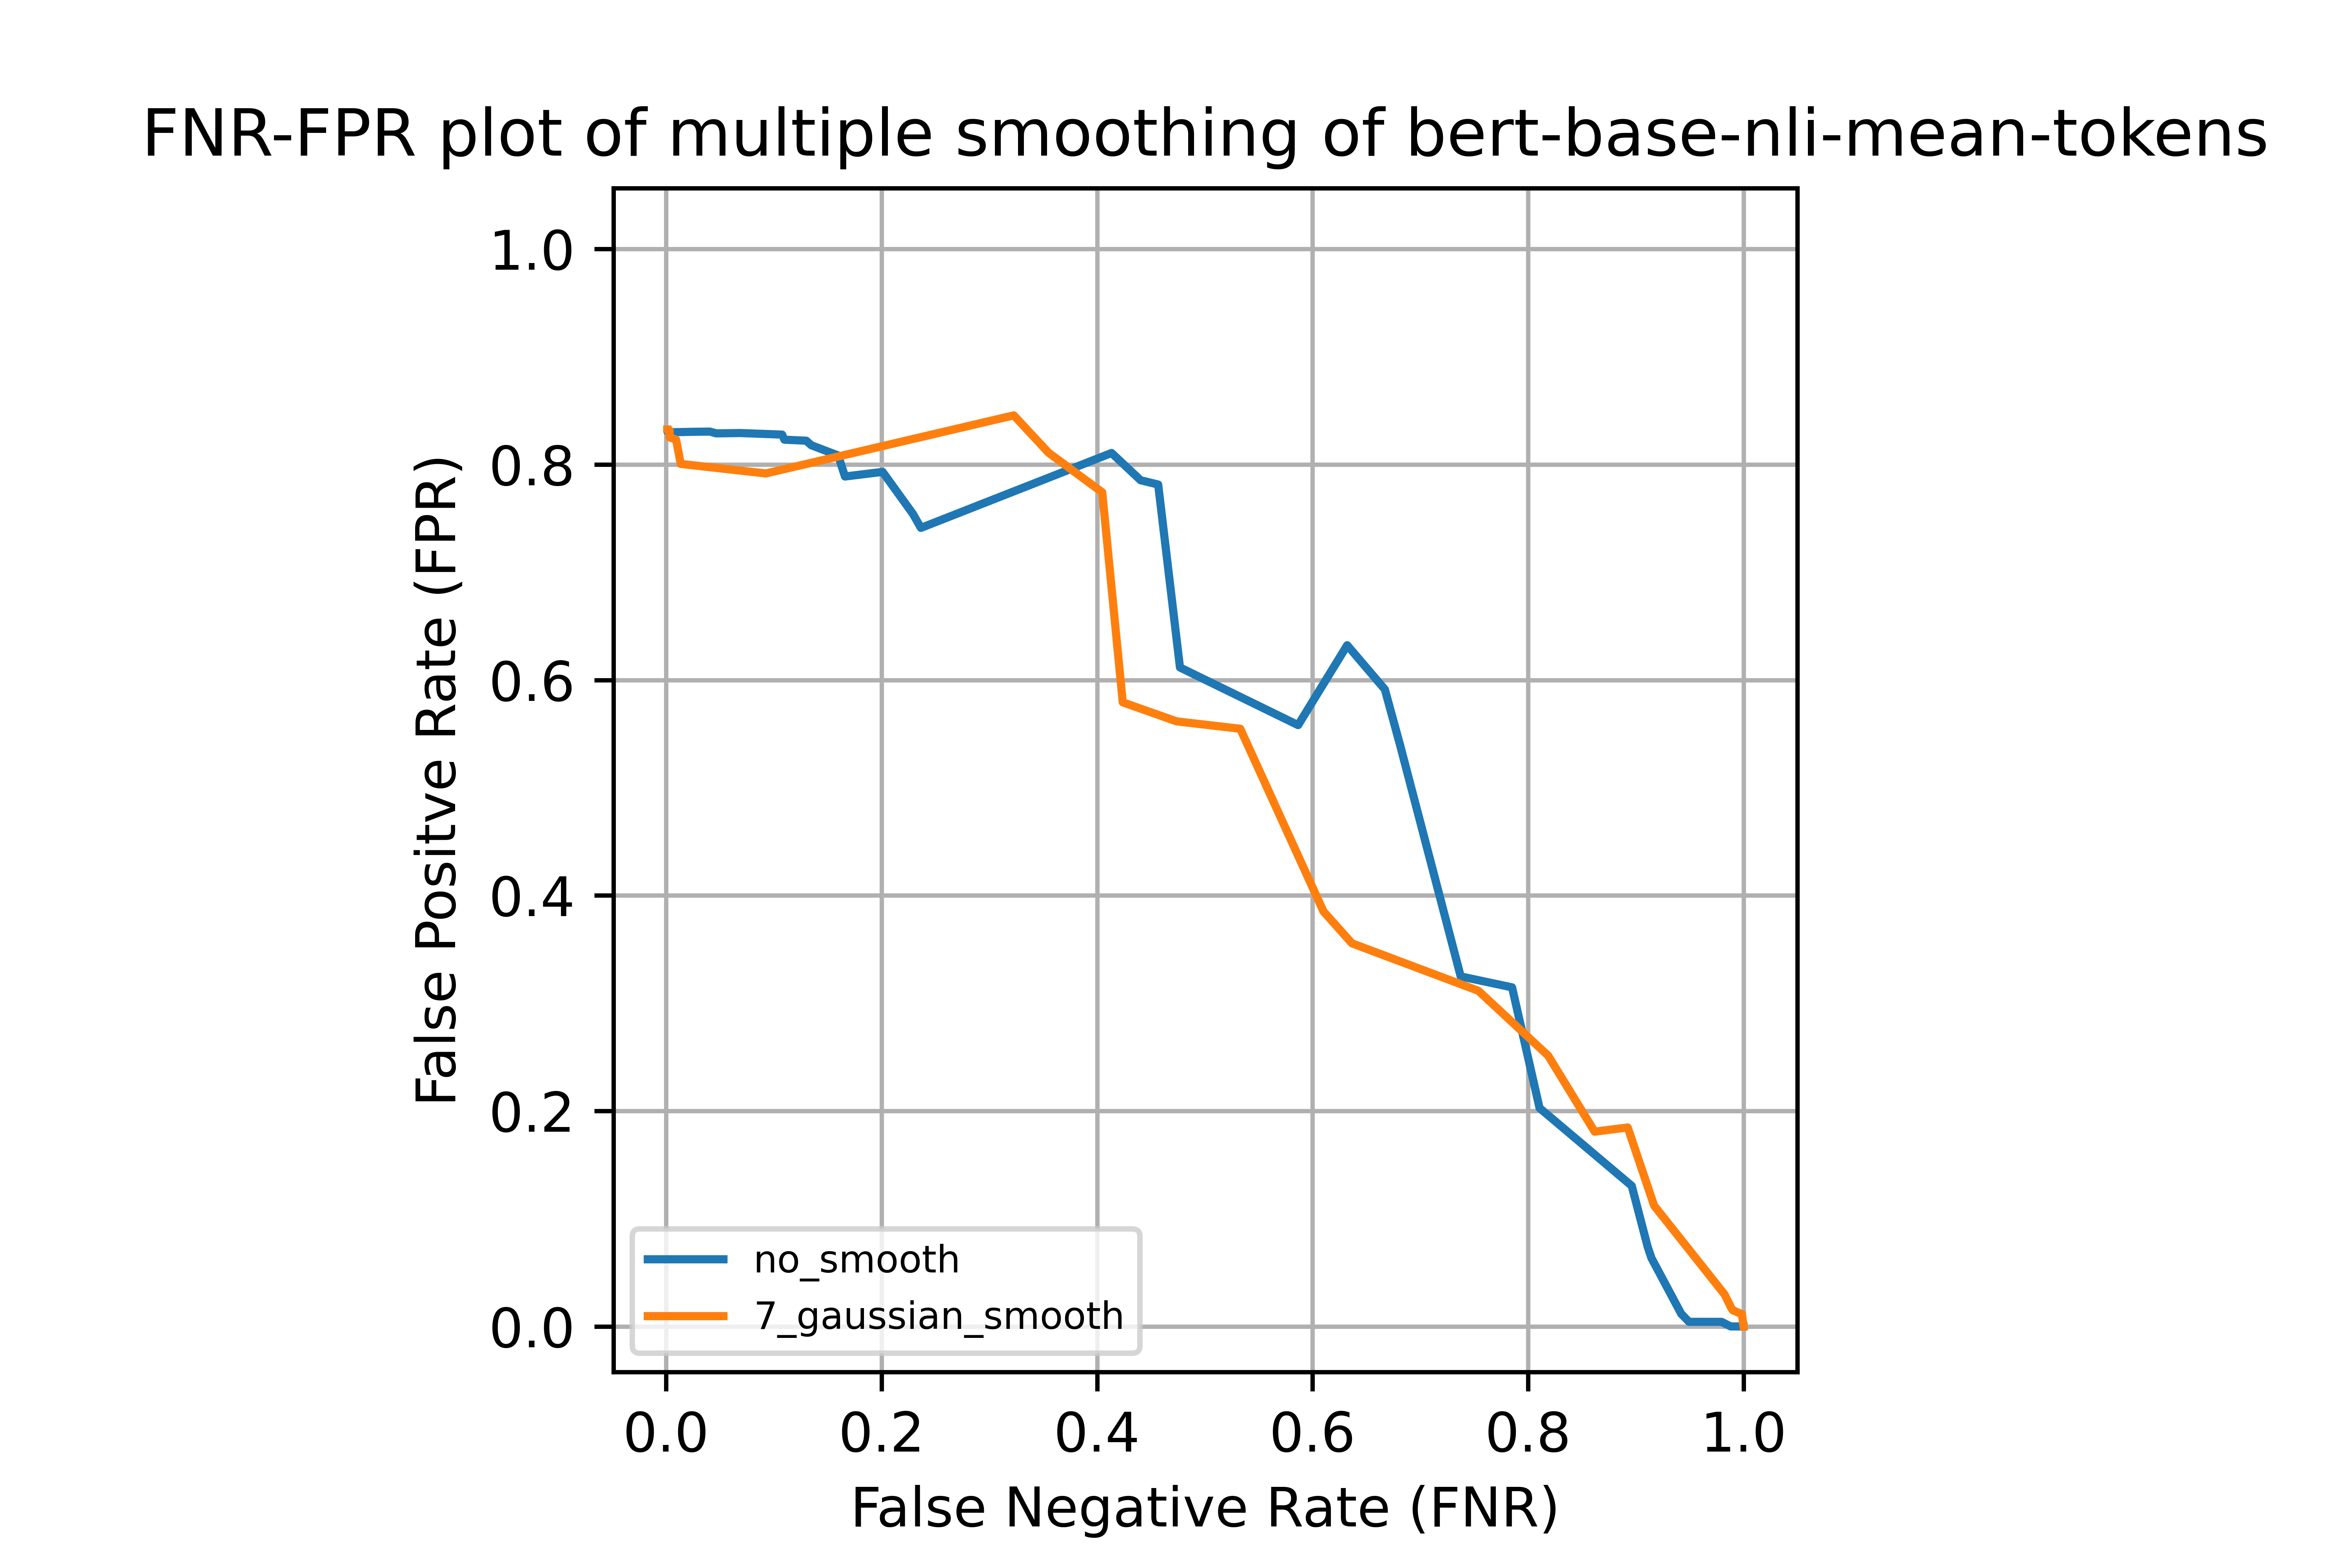 FNR-FPR plot of multiple smoothing of bert-base-nli-mean-tokens
False Positve Rate (FPR)
1.0
0.8
0.6
0.4
0.2
0.0
no_smooth
7_gaussian_smooth
0.0 0.2 0.4 0.6 0.8 1.0
False Negative Rate (FNR)